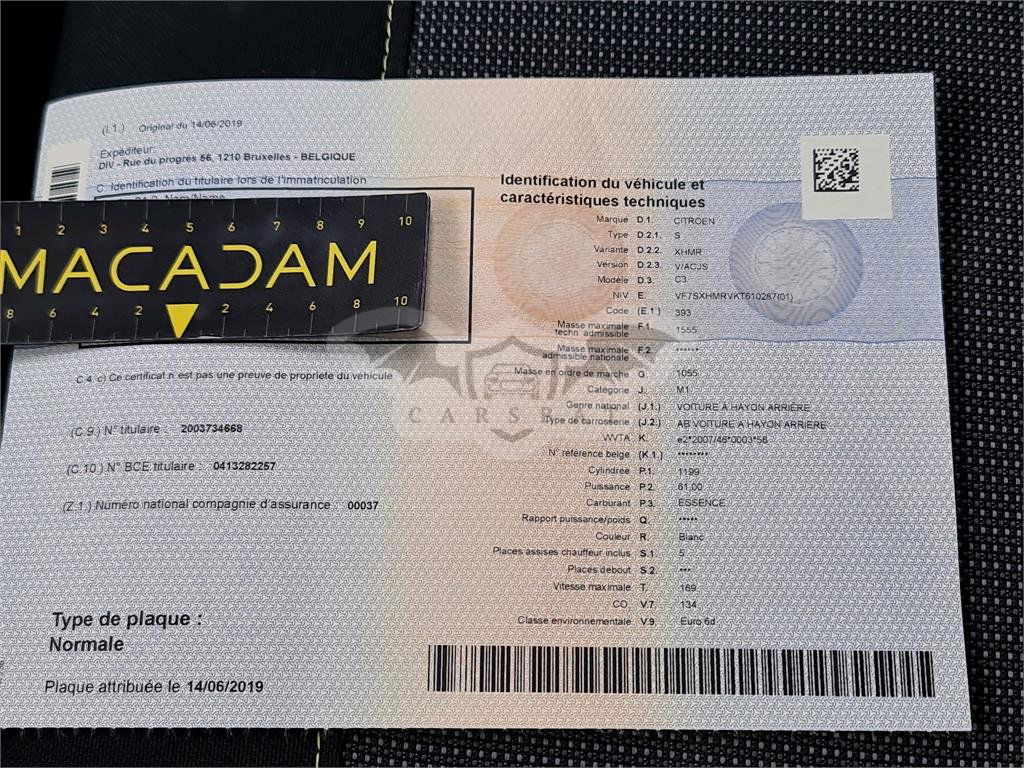 (I.1.) Original du 14/06/2019
Expéditeur:
DIV - Rue du progrès 56, 1210 Bruxelles - BELGIQUE
C. Identification du titulaire lors de l'immatriculation
Nom/Name
1 2 3 4 5 6 7 8 9 10
MACADAM
8 6 4 2 2 4 6 8 10
C.4.c) Ce certificat n'est pas une preuve de propriété du véhicule
(C.9.) N° titulaire : 2003734668
(C.10.) N° BCE titulaire : 0413282257
(Z.1.) Numéro national compagnie d'assurance : 00037
Type de plaque :
Normale
Plaque attribuée le 14/06/2019
Identification du véhicule et
caractéristiques techniques
Marque D.1. CITROEN
Type D.2.1. S
Variante D.2.2. XHMR
Version D.2.3. V/ACJS
Modèle D.3. C3
NIV E. VF7SXHMRVKT610287(01)
Code (E.1.) 393
Masse maximale
techn. admissible F.1. 1555
Masse maximale
admissible nationale F.2. ******
Masse en ordre de marche G. 1055
Catégorie J. M1
Genre national (J.1.) VOITURE A HAYON ARRIERE
Type de carrosserie (J.2.) AB VOITURE A HAYON ARRIERE
WVTA K. e2*2007/46*0003*56
N° référence belge (K.1.) ********
Cylindrée P.1. 1199
Puissance P.2. 61.00
Carburant P.3. ESSENCE
Rapport puissance/poids Q. *****
Couleur R. Blanc
Places assises chauffeur inclus S.1. 5
Places debout S.2. ***
Vitesse maximale T. 169
CO₂ V.7. 134
Classe environnementale V.9. Euro 6d